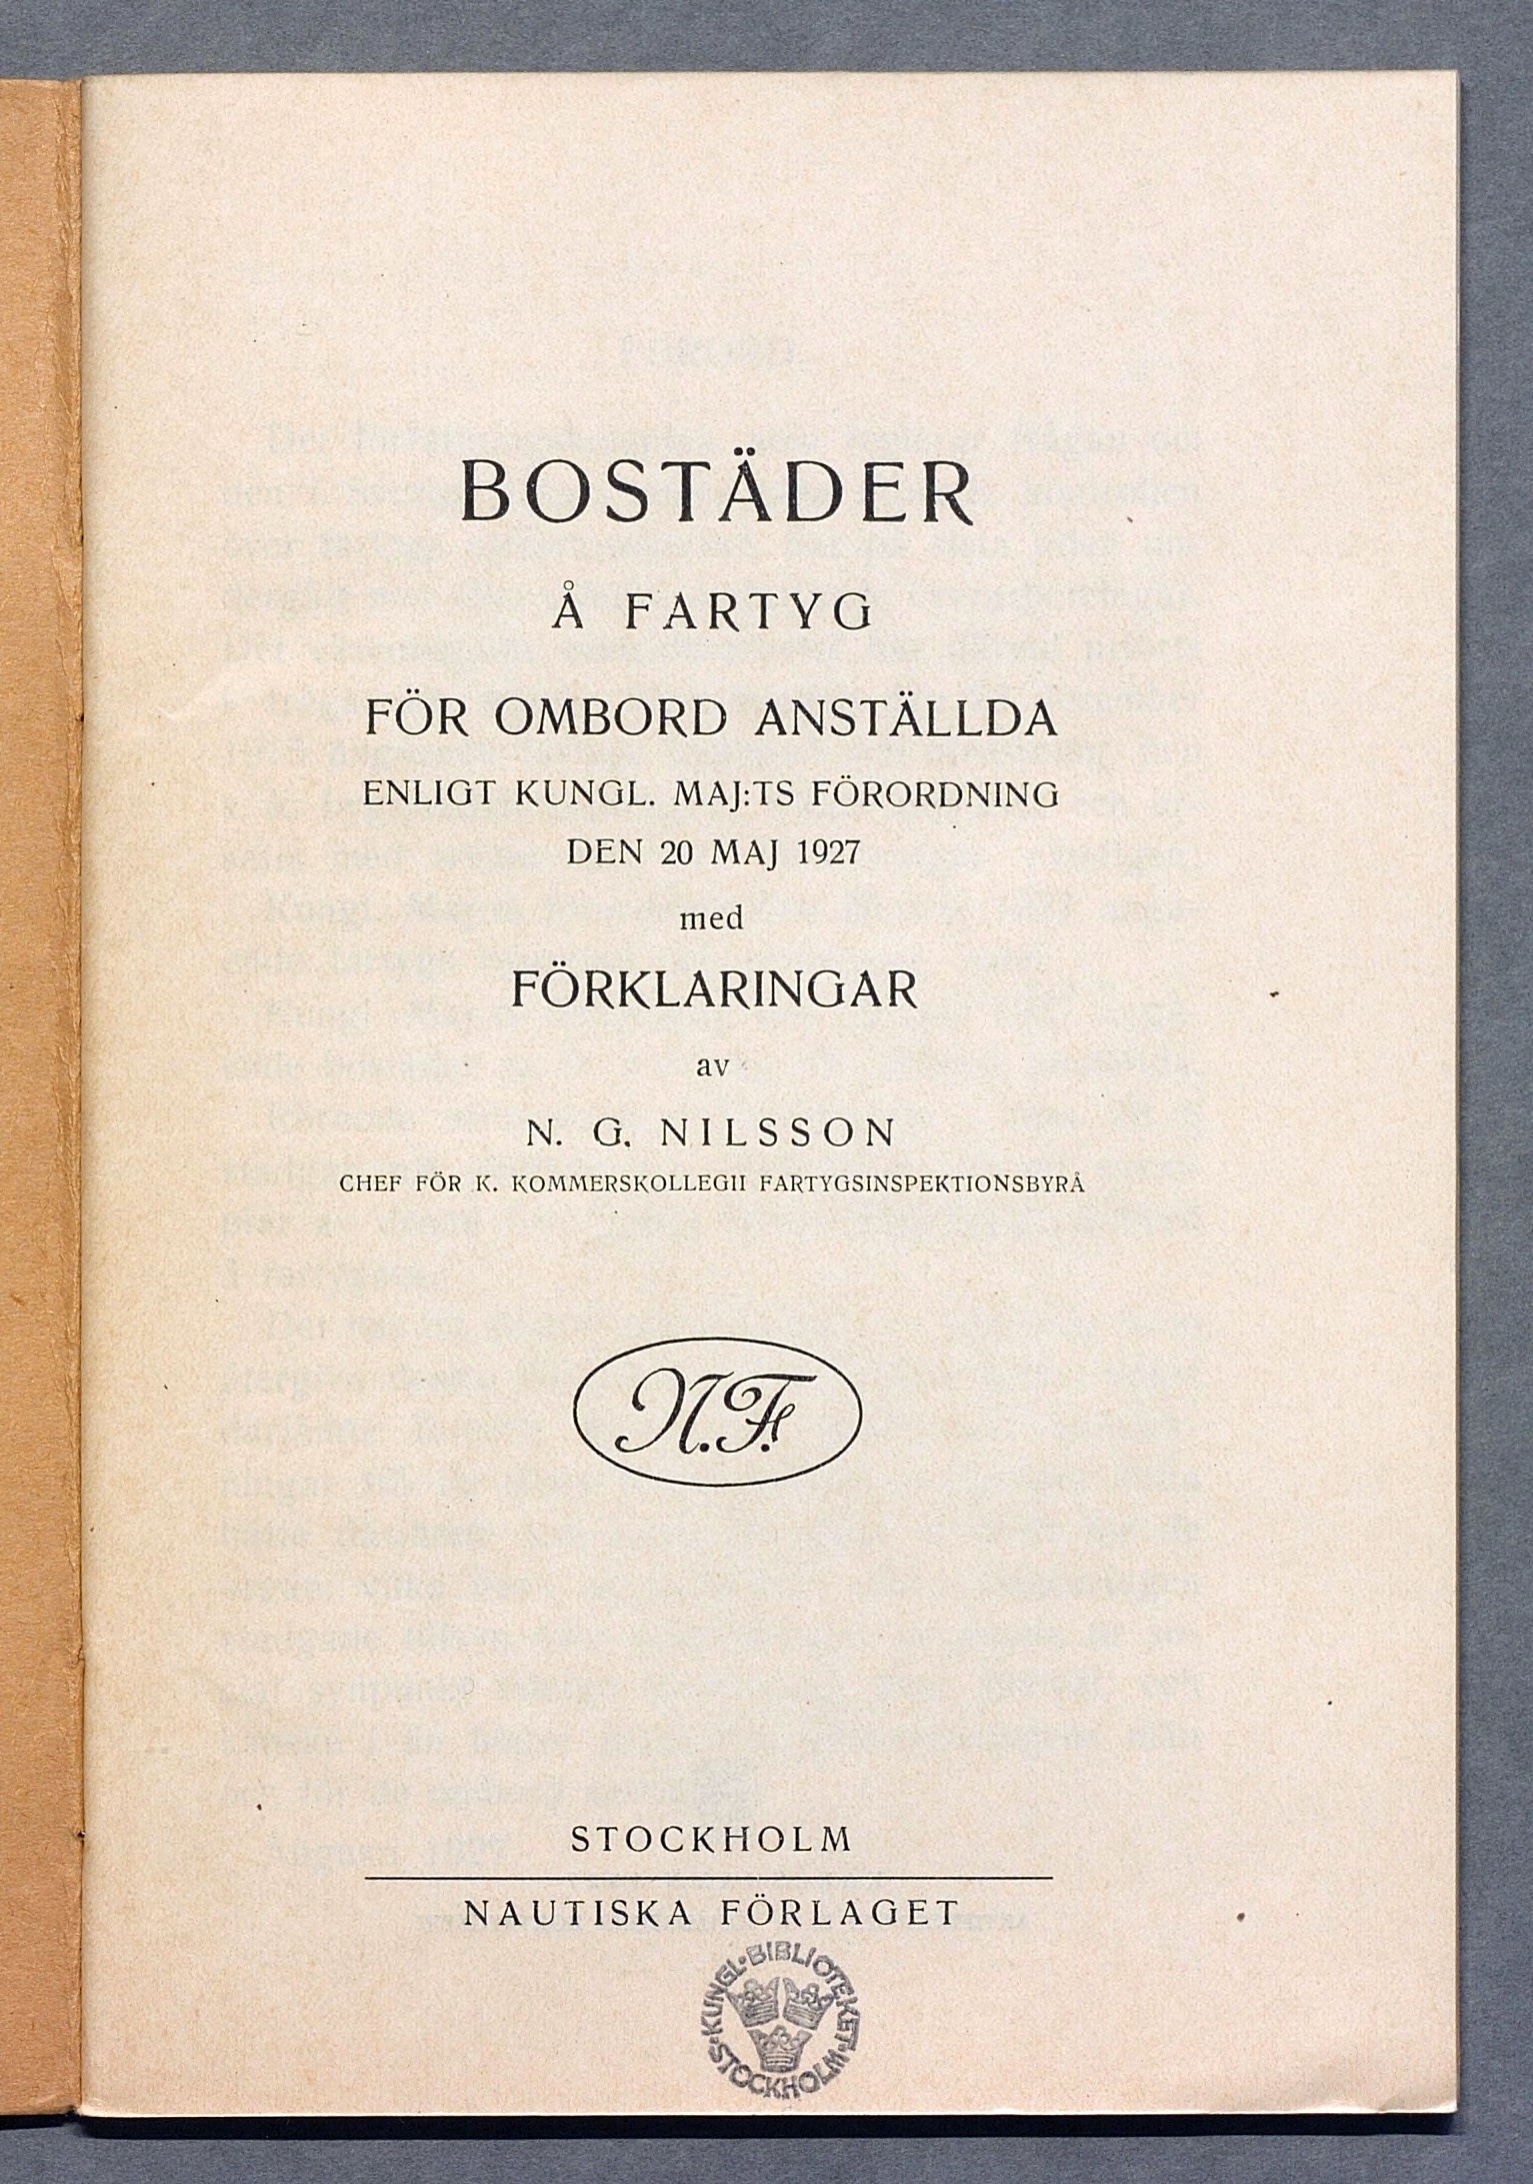 BOSTÄDER
Å FARTYG
FÖR OMBORD ANSTÄLLDA
ENLIGT KUNGL. MAJ:TS FÖRORDNING
DEN 20 MAJ 1927
med
FÖRKLARINGAR
av
N. G. NILSSON
CHEF FÖR K. KOMMERSKOLLEGII FARTYGSINSPEKTIONSBYRÅ
N.F.
STOCKHOLM
NAUTISKA FÖRLAGET
KUNGL. BIBLIOTEKET
STOCKHOLM